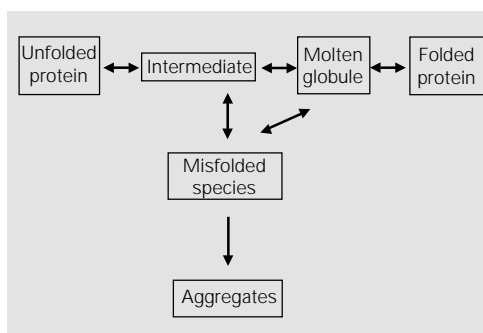 Unfolded
protein
Intermediate
Molten
globule
Folded
protein
Misfolded
species
Aggregates